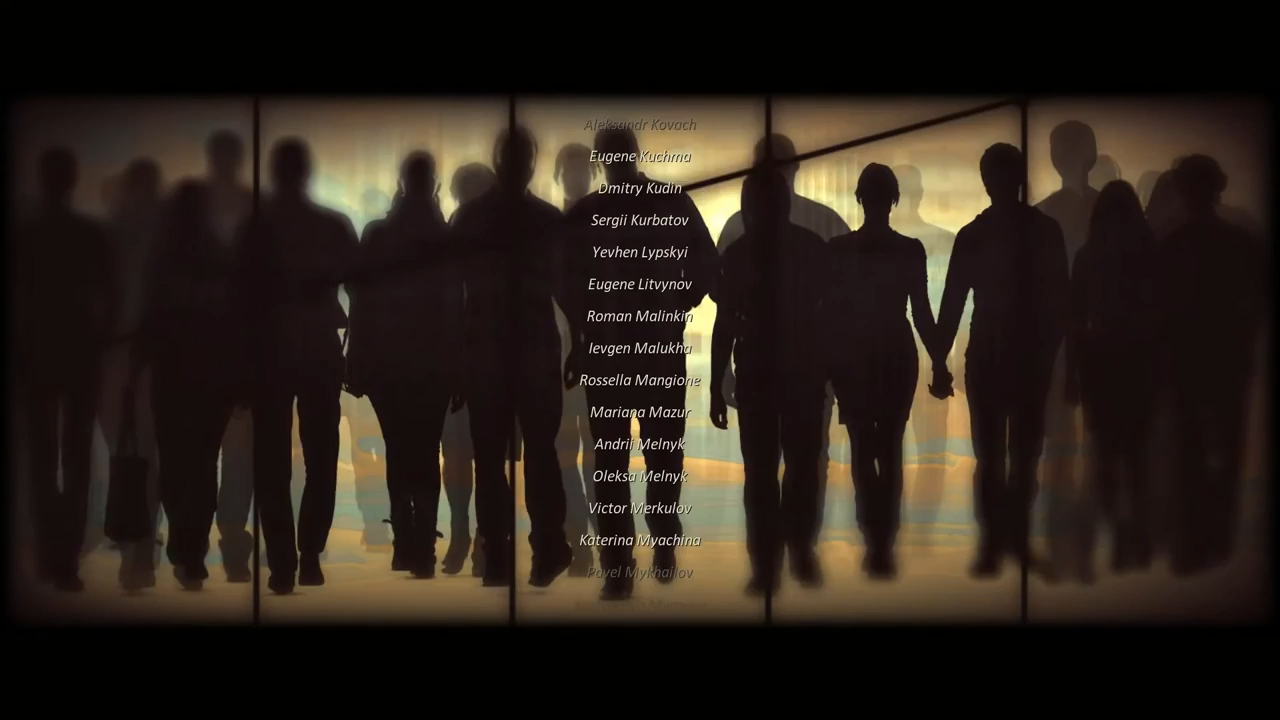 Aleksandr Kovach
Eugene Kuchma
Dmitry Kudin
Sergii Kurbatov
Yevhen Lypskyi
Eugene Litvynov
Roman Malinkin
Ievgen Malukha
Rossella Mangione
Mariana Mazur
Andrii Melnyk
Oleksa Melnyk
Victor Merkulov
Katerina Myachina
Pavel Mykhailov